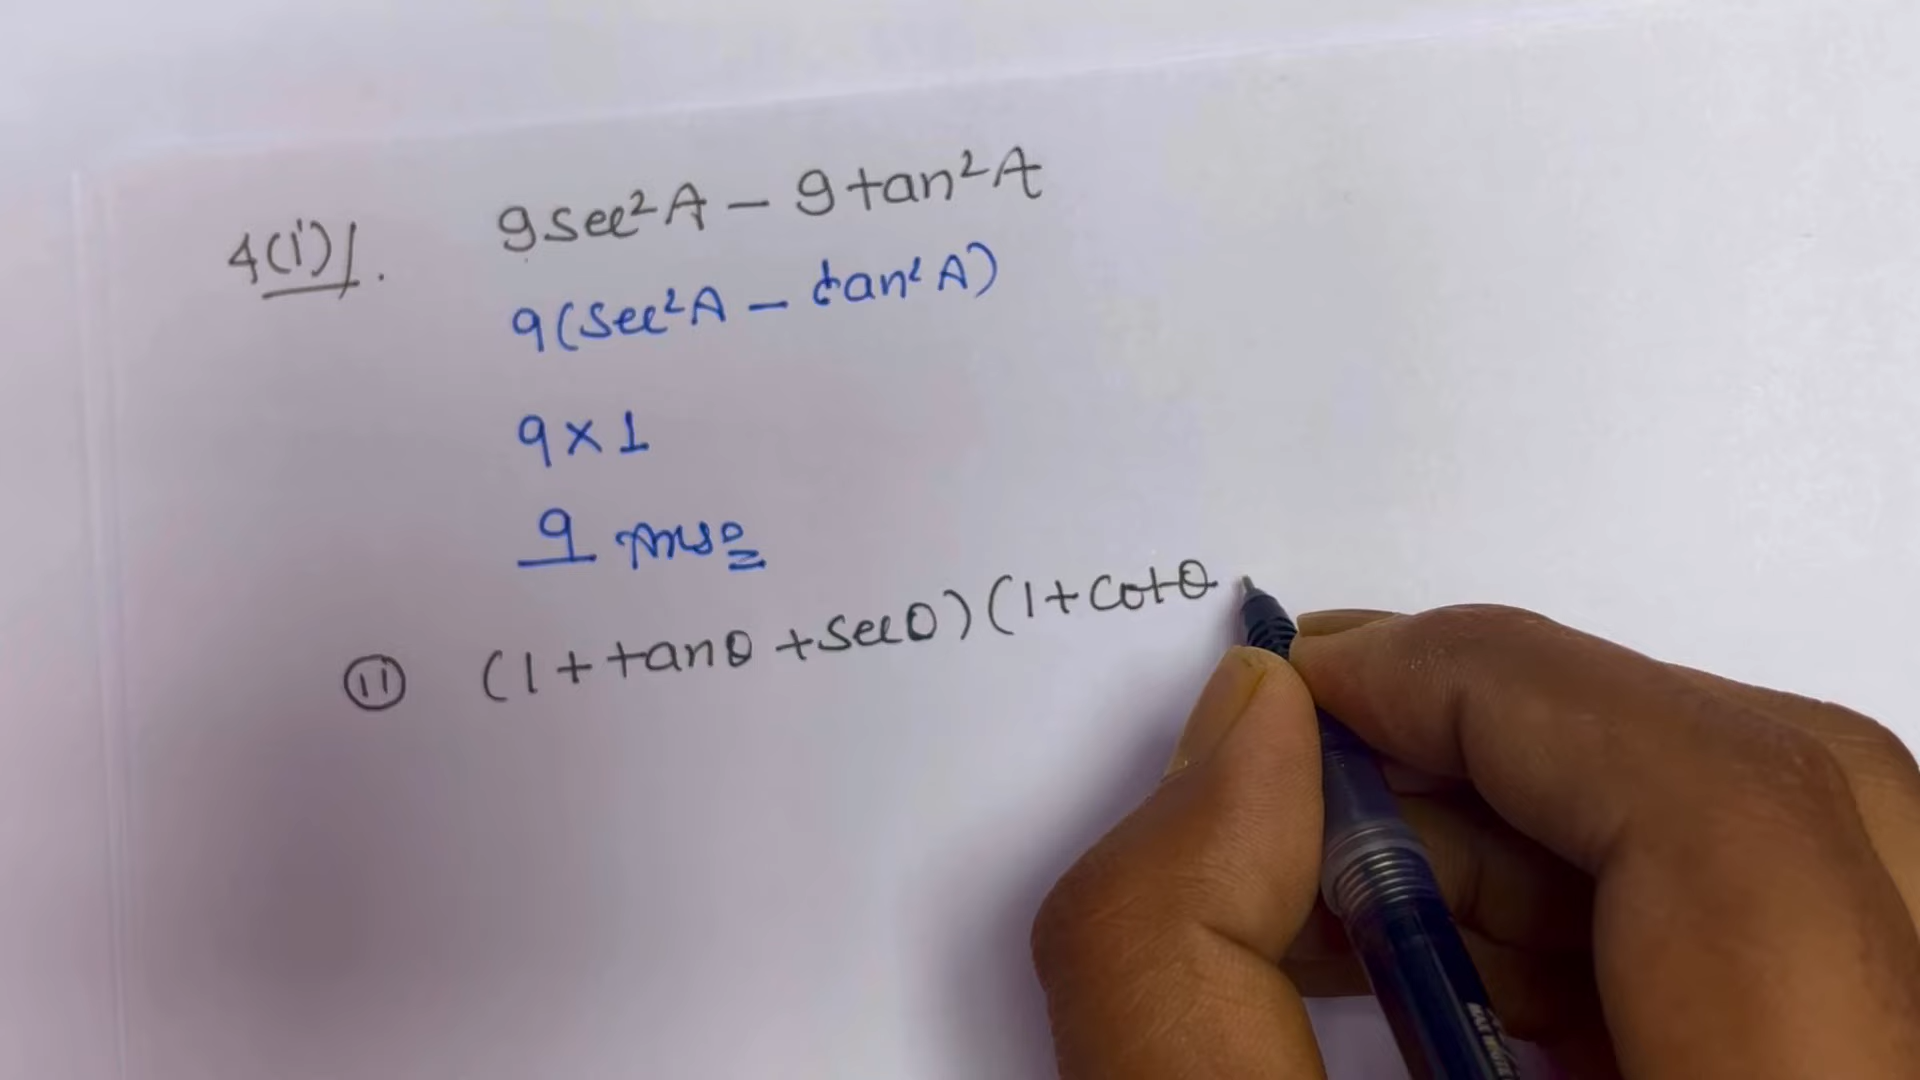 4(i)/. 9sec²A - 9tan²A
9(sec²A - tan²A)
9×1
9 Ans
(ii) (1+tanθ+secθ)(1+cotθ